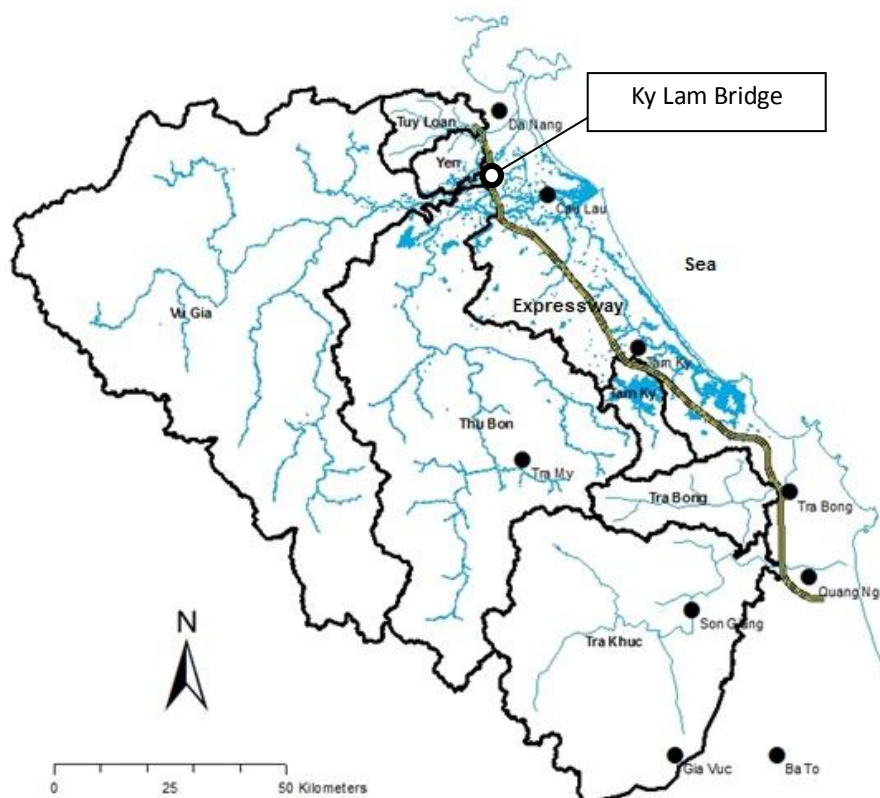 Ky Lam Bridge
Tuy Loan
Da Nang
Yen
Cau Lau
Sea
Expressway
Vu Gia
Tam Ky
Tam Ky
Thu Bon
Tra My
Tra Bong
Tra Bong
Quang Ng
Son Giang
Tra Khuc
N
Gia Vuc
Ba To
0 25 50 Kilometers